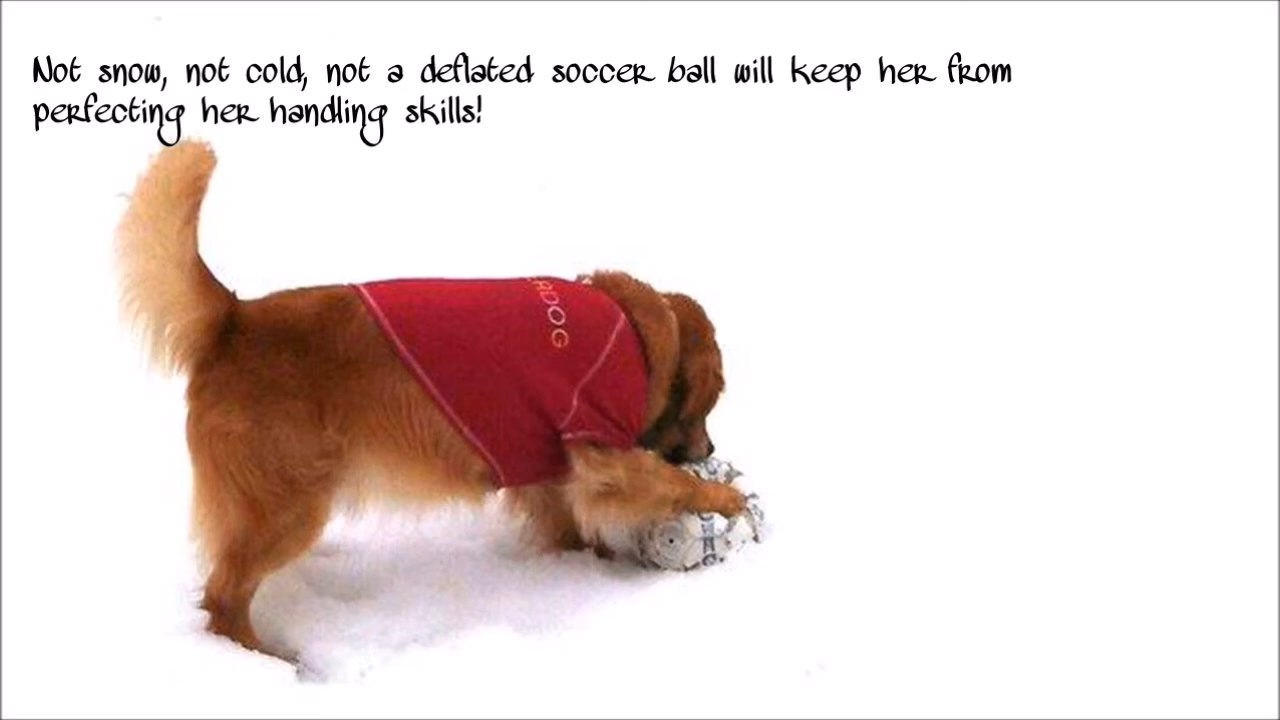 Not snow, not cold, not a deflated soccer ball will keep her from
perfecting her handling skills!